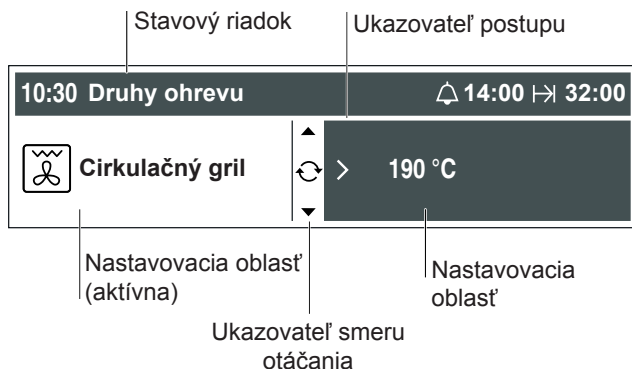 Stavový riadok
Ukazovateľ postupu
10:30 Druhy ohrevu 14:00 32:00
Cirkulačný gril
190 °C
Nastavovacia oblasť
(aktívna)
Nastavovacia
oblasť
Ukazovateľ smeru
otáčania